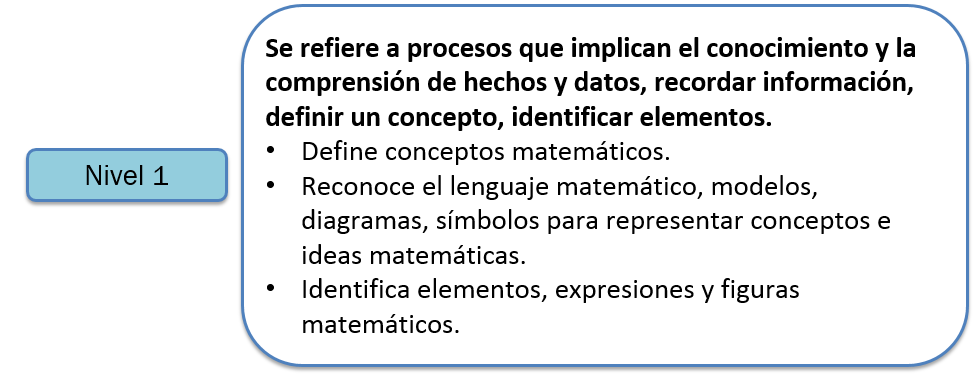 Nivel 1
Se refiere a procesos que implican el conocimiento y la
comprensión de hechos y datos, recordar información,
definir un concepto, identificar elementos.
• Define conceptos matemáticos.
• Reconoce el lenguaje matemático, modelos,
diagramas, símbolos para representar conceptos e
ideas matemáticas.
• Identifica elementos, expresiones y figuras
matemáticos.